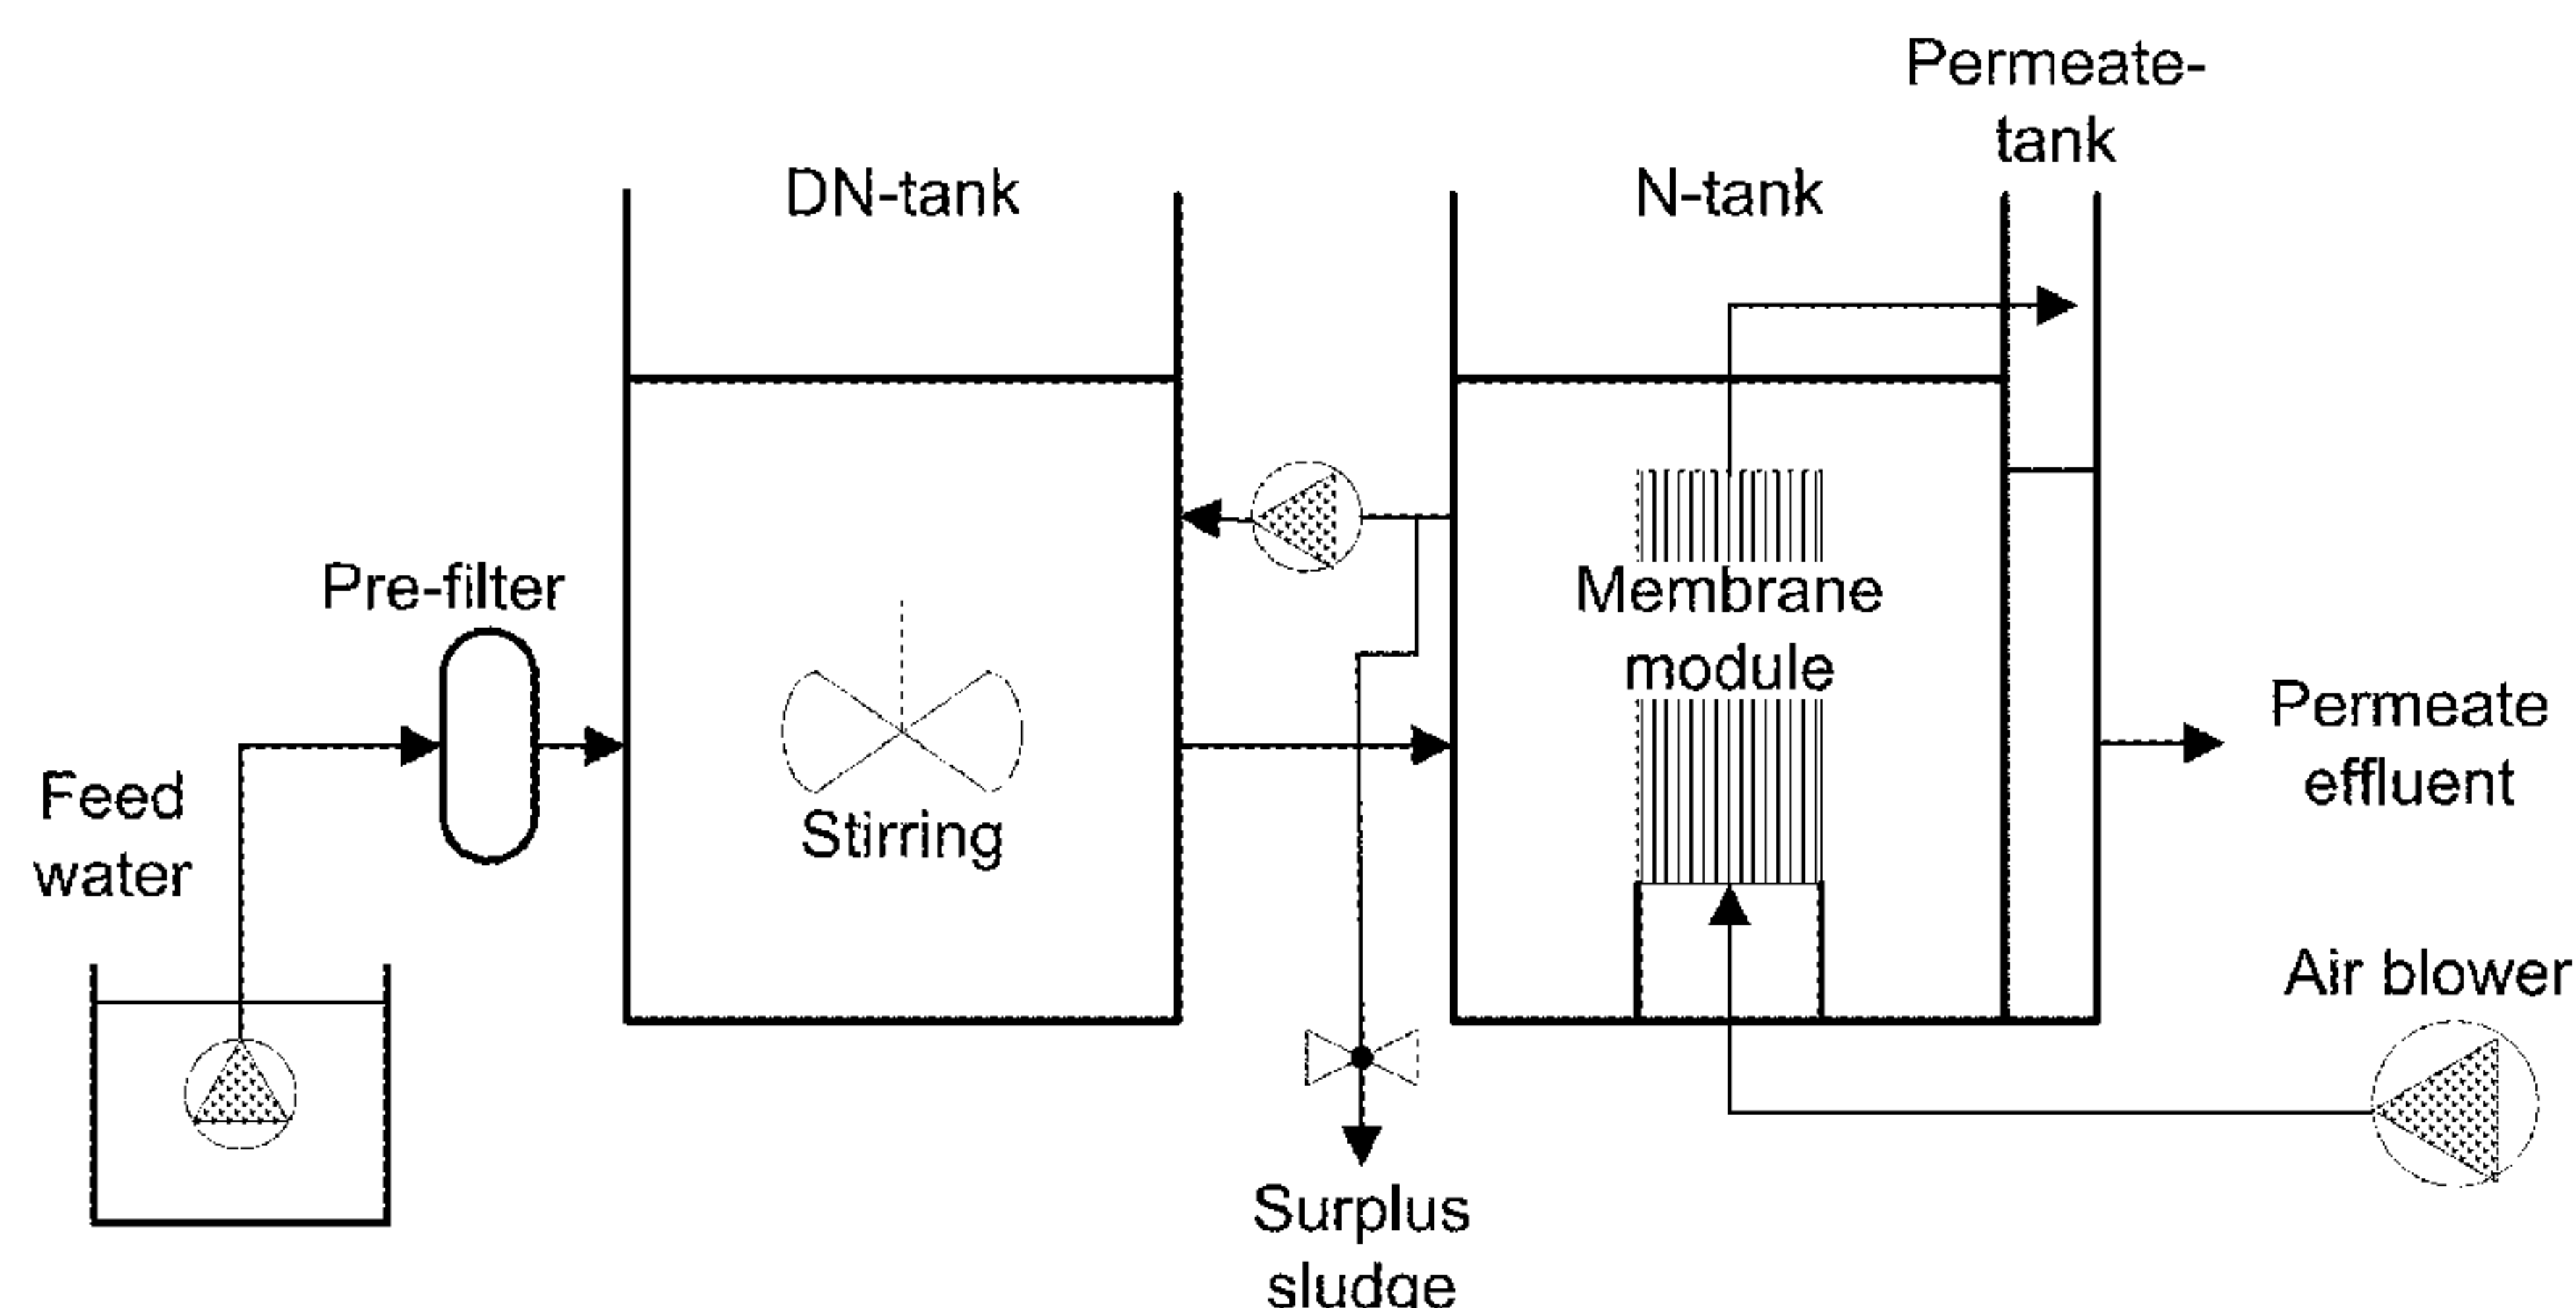 Permeate-
tank
DN-tank
N-tank
Pre-filter
Membrane
module
Feed
water
Stirring
Permeate
effluent
Air blower
Surplus
sludge